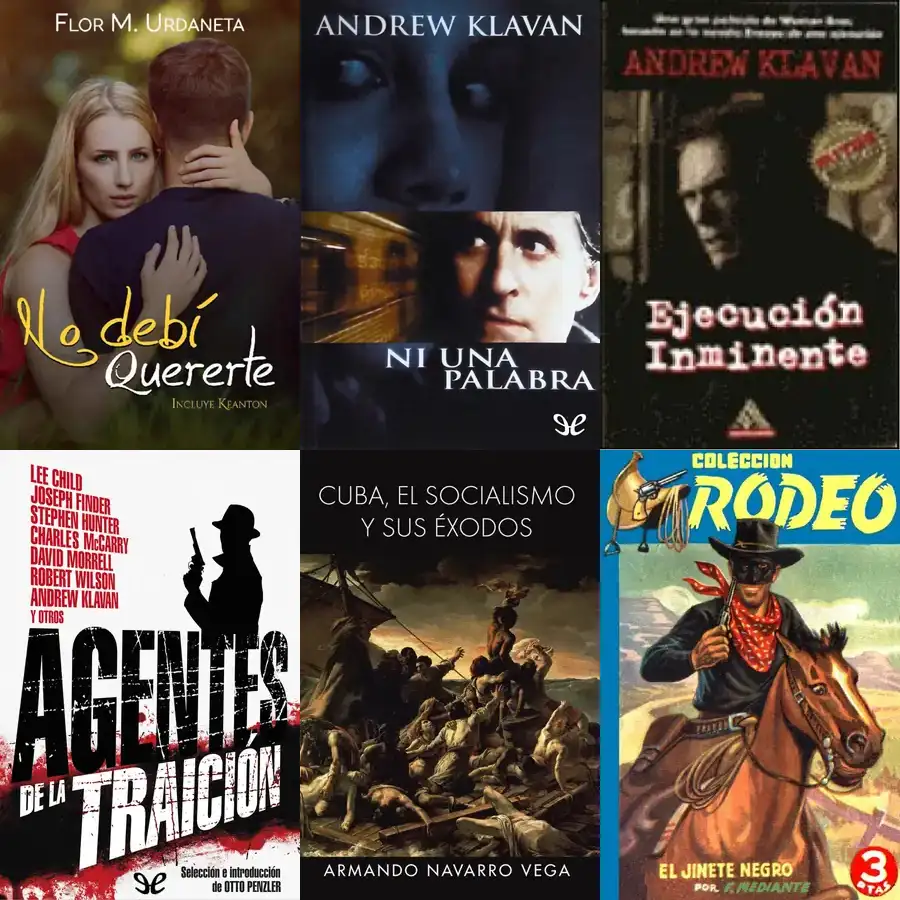 FLOR M. URDANETA
No debí
Quererte
INCLUYE KEANTON
ANDREW KLAVAN
NI UNA
PALABRA
ANDREW KLAVAN
Ejecución
Inminente
LEE CHILD
JOSEPH FINDER
STEPHEN HUNTER
CHARLES McCARRY
DAVID MORRELL
ROBERT WILSON
ANDREW KLAVAN
Y OTROS
AGENTES
DE LA TRAICIÓN
Selección e introducción
de OTTO PENZLER
CUBA, EL SOCIALISMO
Y SUS ÉXODOS
ARMANDO NAVARRO VEGA
COLECCION
RODEO
EL JINETE NEGRO
POR F. MEDIANTE
3
PTAS